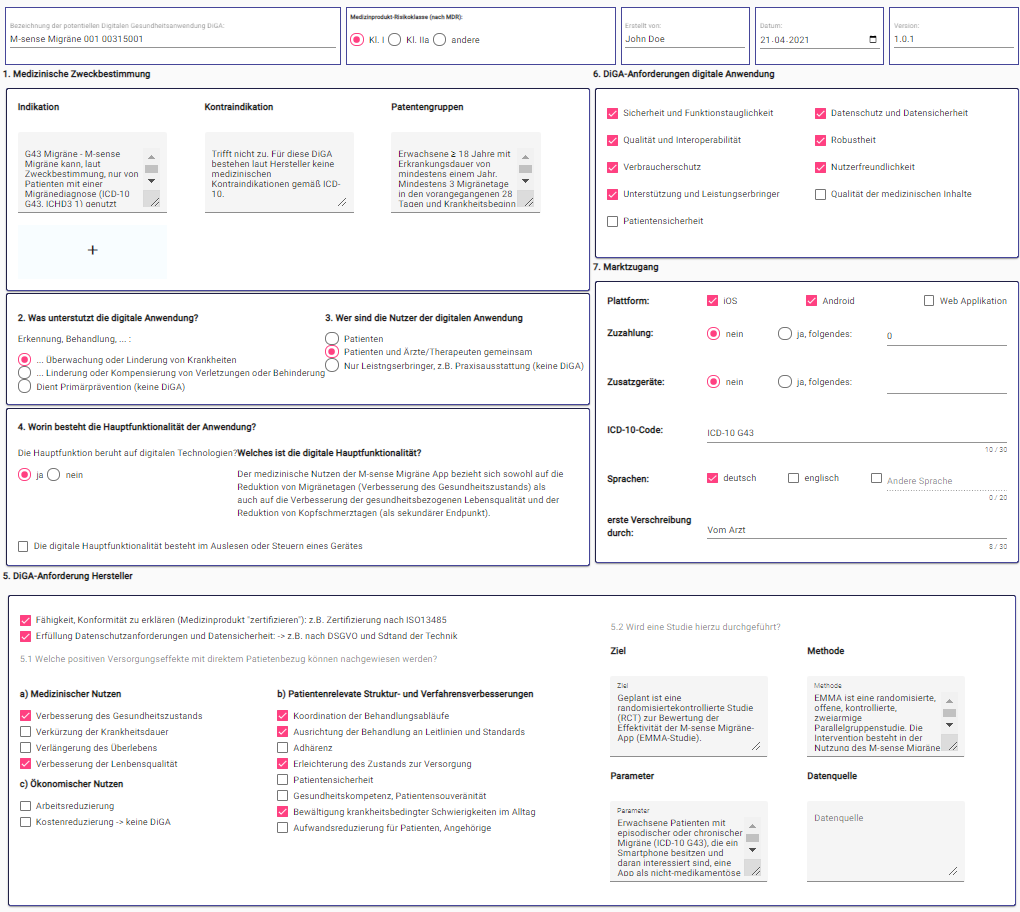 Bezeichnung der potentiellen Digitalen Gesundheitsanwendung DiGA:
M-sense Migräne 001 00315001
Medizinprodukt-Risikoklasse (nach MDR):
Kl. I Kl. IIa andere
Erstellt von:
John Doe
Datum:
21.04.2021
Version:
1.0.1
1. Medizinische Zweckbestimmung
Indikation
G43 Migräne - M-sense
Migräne kann, laut
Zweckbestimmung, nur von
Patienten mit einer
Migränediagnose (ICD-10
G43, ICHD3 1) genutzt
Kontraindikation
Trifft nicht zu. Für diese DiGA
bestehen laut Hersteller keine
medizinischen
Kontraindikationen gemäß ICD-
10.
Patentengruppen
Erwachsene ≥ 18 Jahre mit
Erkrankungsdauer von
mindestens einem Jahr.
Mindestens 3 Migränetage
in den vorangegangenen 28
Tagen und Krankheitsbeginn
+
2. Was unterstutzt die digitale Anwendung?
Erkennung, Behandlung, ... :
... Überwachung oder Linderung von Krankheiten
... Linderung oder Kompensierung von Verletzungen oder Behinderung
Dient Primärprävention (keine DiGA)
3. Wer sind die Nutzer der digitalen Anwendung
Patienten
Patienten und Ärzte/Therapeuten gemeinsam
Nur Leistngserbringer, z.B. Praxisausstattung (keine DiGA)
4. Worin besteht die Hauptfunktionalität der Anwendung?
Die Hauptfunktion beruht auf digitalen Technologien?
ja nein
Welches ist die digitale Hauptfunktionalität?
Der medizinische Nutzen der M-sense Migräne App bezieht sich sowohl auf die
Reduktion von Migränetagen (Verbesserung des Gesundheitszustands) als
auch auf die Verbesserung der gesundheitsbezogenen Lebensqualität und der
Reduktion von Kopfschmerztagen (als sekundärer Endpunkt).
Die digitale Hauptfunktionalität besteht im Auslesen oder Steuern eines Gerätes
6. DiGA-Anforderungen digitale Anwendung
Sicherheit und Funktionstauglichkeit
Datenschutz und Datensicherheit
Qualität und Interoperabilität
Robustheit
Verbraucherschutz
Nutzerfreundlichkeit
Unterstützung und Leistungserbringer
Qualität der medizinischen Inhalte
Patientensicherheit
7. Marktzugang
Plattform: iOS Android Web Applikation
Zuzahlung: nein ja, folgendes: 0
Zusatzgeräte: nein ja, folgendes:
ICD-10-Code: ICD-10 G43
10 / 30
Sprachen: deutsch englisch Andere Sprache
0 / 20
erste Verschreibung
durch: Vom Arzt
8 / 30
5. DiGA-Anforderung Hersteller
Fähigkeit, Konformität zu erklären (Medizinprodukt "zertifizieren"): z.B. Zertifizierung nach ISO13485
Erfüllung Datenschutzanforderungen und Datensicherheit: -> z.B. nach DSGVO und Sdtand der Technik
5.1 Welche positiven Versorgungseffekte mit direktem Patietenbezug können nachgewiesen werden?
a) Medizinischer Nutzen
Verbesserung des Gesundheitszustands
Verkürzung der Krankheitsdauer
Verlängerung des Überlebens
Verbesserung der Lenbensqualität
c) Ökonomischer Nutzen
Arbeitsreduzierung
Kostenreduzierung -> keine DiGA
b) Patientenrelevate Struktur- und Verfahrensverbesserungen
Koordination der Behandlungsabläufe
Ausrichtung der Behandlung an Leitlinien und Standards
Adhärenz
Erleichterung des Zustands zur Versorgung
Patientensicherheit
Gesundheitskompetenz, Patientensouveränität
Bewältigung krankheitsbedingter Schwierigkeiten im Alltag
Aufwandsreduzierung für Patienten, Angehörige
5.2 Wird eine Studie hierzu durchgeführt?
Ziel
Ziel
Geplant ist eine
randomisiertekontrollierte Studie
(RCT) zur Bewertung der
Effektivität der M-sense Migräne-
App (EMMA-Studie).
Methode
Methode
EMMA ist eine randomisierte,
offene, kontrollierte,
zweiarmige
Parallelgruppenstudie. Die
Intervention besteht in der
Nutzung des M-sense Migräne
Parameter
Parameter
Erwachsene Patienten mit
episodischer oder chronischer
Migräne (ICD-10 G43), die ein
Smartphone besitzen und
daran interessiert sind, eine
App als nicht-medikamentöse
Datenquelle
Datenquelle